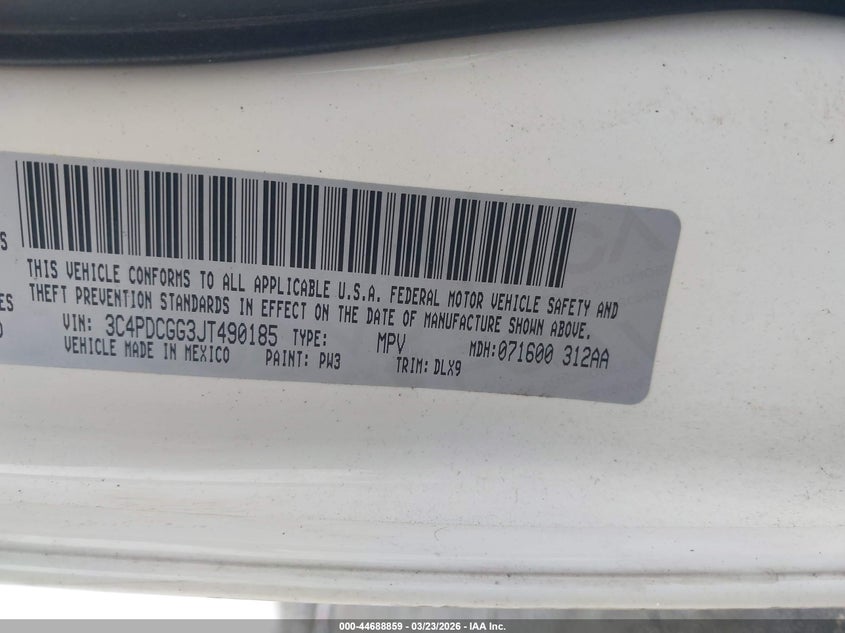 S
THIS VEHICLE CONFORMS TO ALL APPLICABLE U.S.A. FEDERAL MOTOR VEHICLE SAFETY AND
ES
THEFT PREVENTION STANDARDS IN EFFECT ON THE DATE OF MANUFACTURE SHOWN ABOVE.
VIN: 3C4PDCGG3JT490185 TYPE: MPV MDH:071600 312AA
VEHICLE MADE IN MEXICO PAINT: PW3 TRIM: DLX9
000-44688859 - 03/23/2026 - IAA Inc.